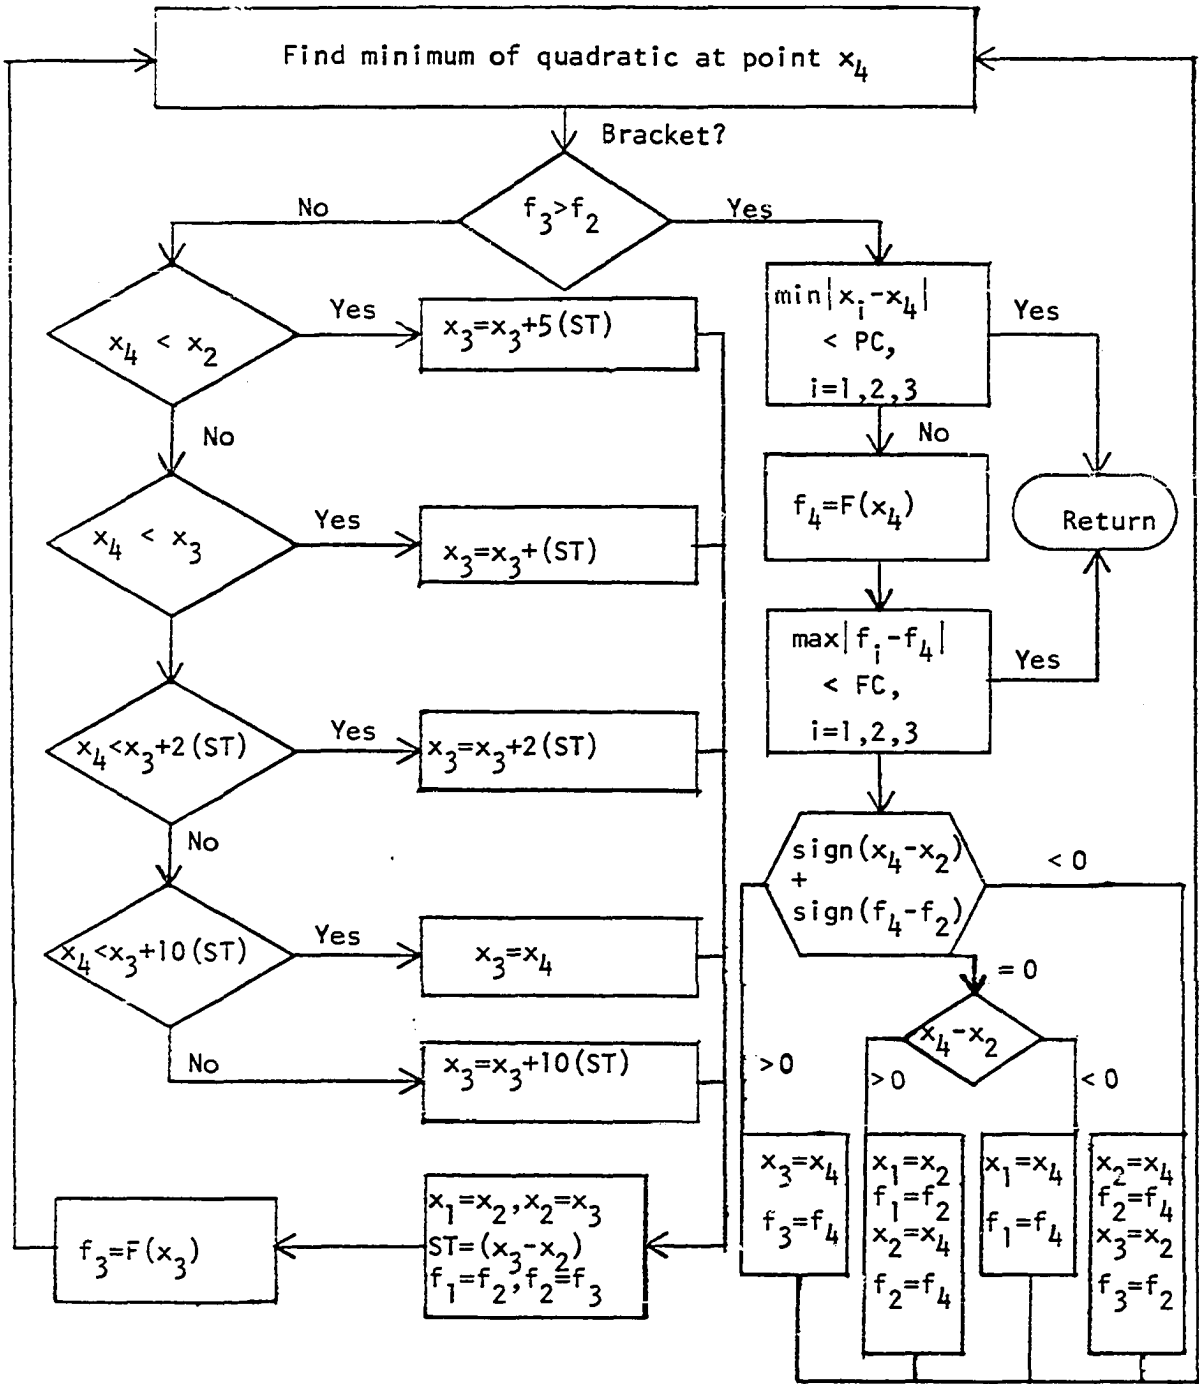 Find minimum of quadratic at point x₄
Bracket?
f₃>f₂
No
Yes
x₄ < x₂
Yes
x₃=x₃+5(ST)
No
x₄ < x₃
Yes
x₃=x₃+(ST)
x₄<x₃+2(ST)
Yes
x₃=x₃+2(ST)
No
x₄<x₃+10(ST)
Yes
x₃=x₄
No
x₃=x₃+10(ST)
x₁=x₂,x₂=x₃
ST=(x₃-x₂)
f₁=f₂,f₂=f₃
f₃=F(x₃)
min|xᵢ-x₄|
< PC,
i=1,2,3
Yes
No
f₄=F(x₄)
Return
max|fᵢ-f₄|
< FC,
i=1,2,3
Yes
sign(x₄-x₂)
+
sign(f₄-f₂)
<0
=0
>0
x₄-x₂
>0
<0
x₃=x₄
f₃=f₄
x₁=x₂
f₁=f₂
x₂=x₄
f₂=f₄
x₁=x₄
f₁=f₄
x₂=x₄
f₂=f₄
x₃=x₂
f₃=f₂